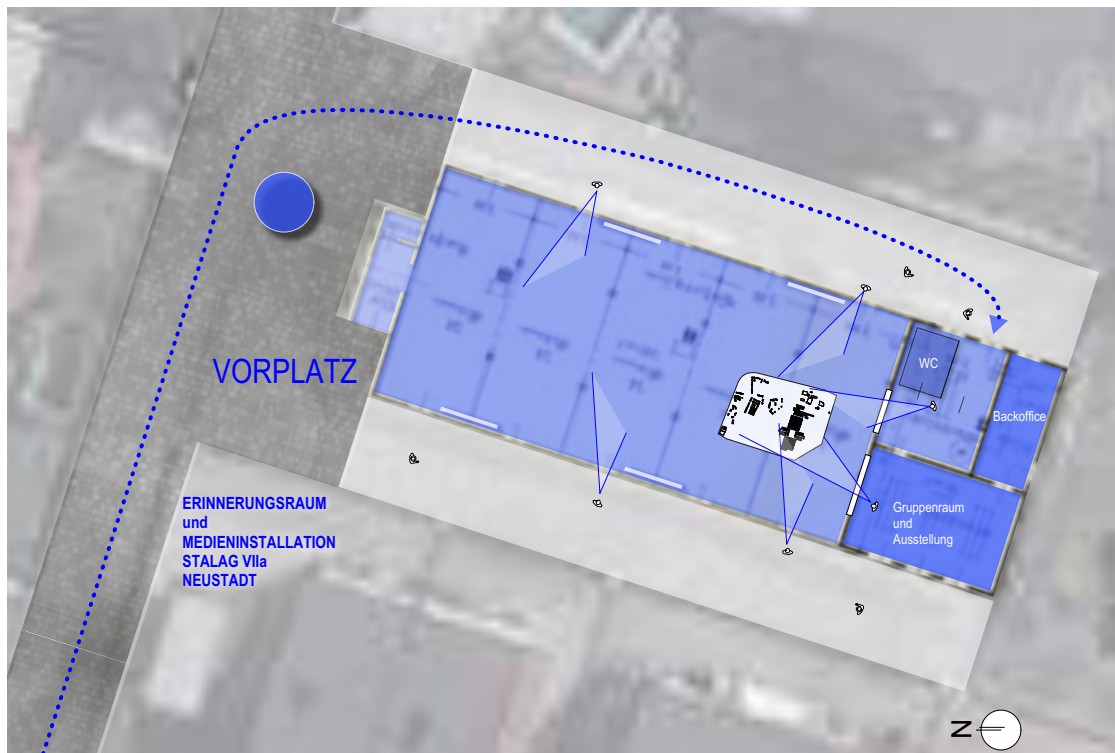 VORPLATZ
ERINNERUNGSRAUM
und
MEDIENINSTALLATION
STALAG VIIa
NEUSTADT
WC
Backoffice
Gruppenraum
und
Ausstellung
N